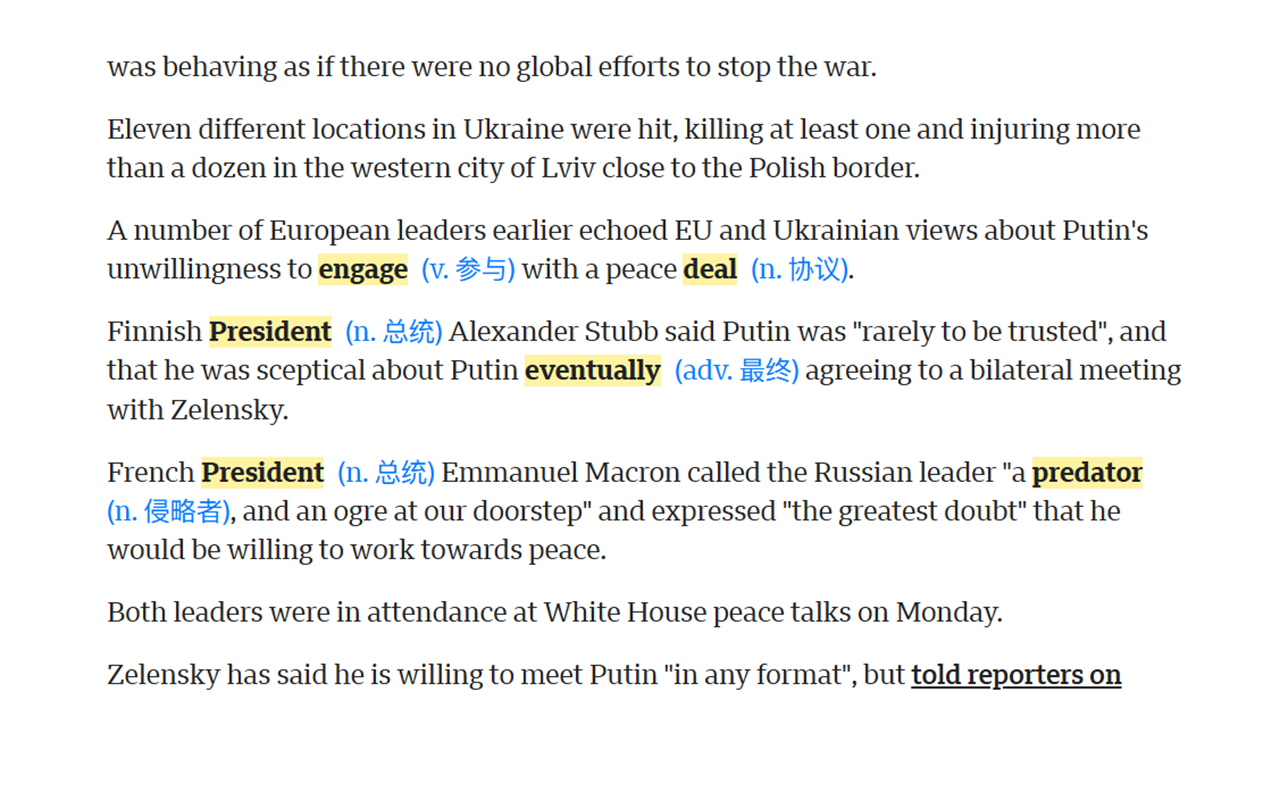 was behaving as if there were no global efforts to stop the war.
Eleven different locations in Ukraine were hit, killing at least one and injuring more
than a dozen in the western city of Lviv close to the Polish border.
A number of European leaders earlier echoed EU and Ukrainian views about Putin's
unwillingness to engage (v. 参与) with a peace deal (n. 协议).
Finnish President (n. 总统) Alexander Stubb said Putin was "rarely to be trusted", and
that he was sceptical about Putin eventually (adv. 最终) agreeing to a bilateral meeting
with Zelensky.
French President (n. 总统) Emmanuel Macron called the Russian leader "a predator
(n. 侵略者), and an ogre at our doorstep" and expressed "the greatest doubt" that he
would be willing to work towards peace.
Both leaders were in attendance at White House peace talks on Monday.
Zelensky has said he is willing to meet Putin "in any format", but told reporters on